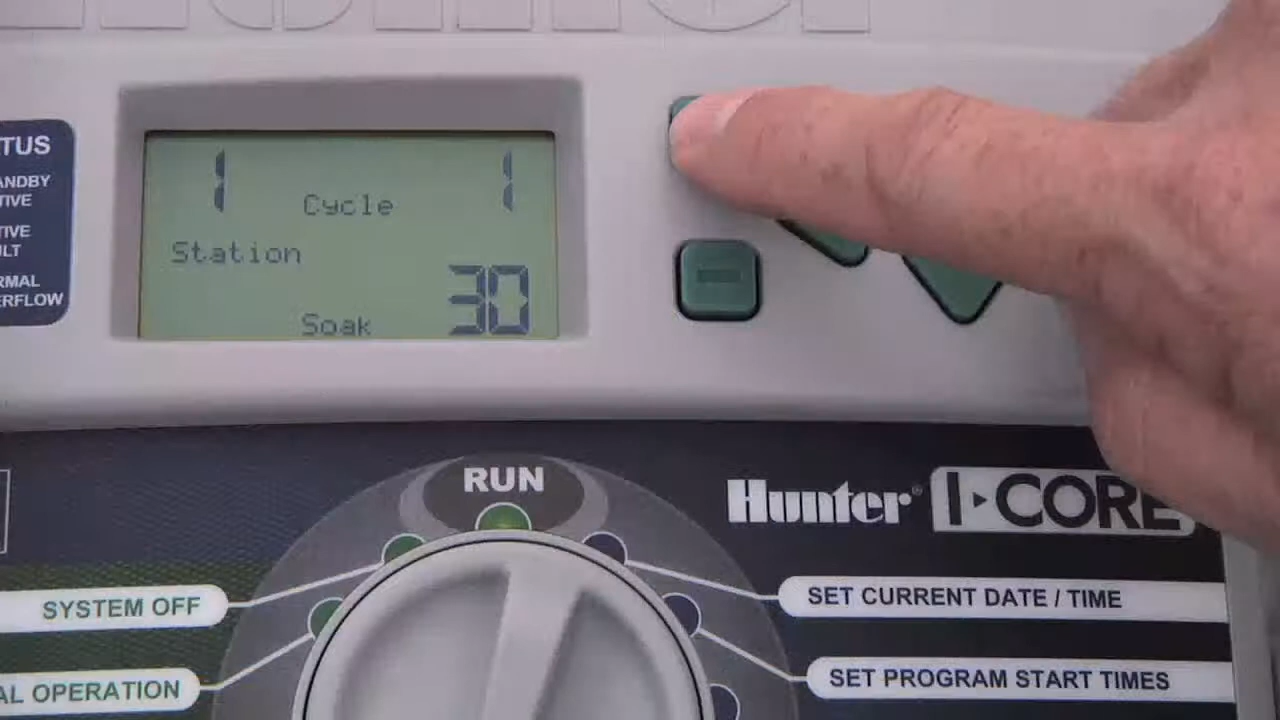 TUS
ANDBY
TIVE
TIVE
ULT
RMAL
ERFLOW
1 Cycle 1
Station
Soak 30
RUN
Hunter® I▸CORE
SYSTEM OFF
AL OPERATION
SET CURRENT DATE / TIME
SET PROGRAM START TIMES